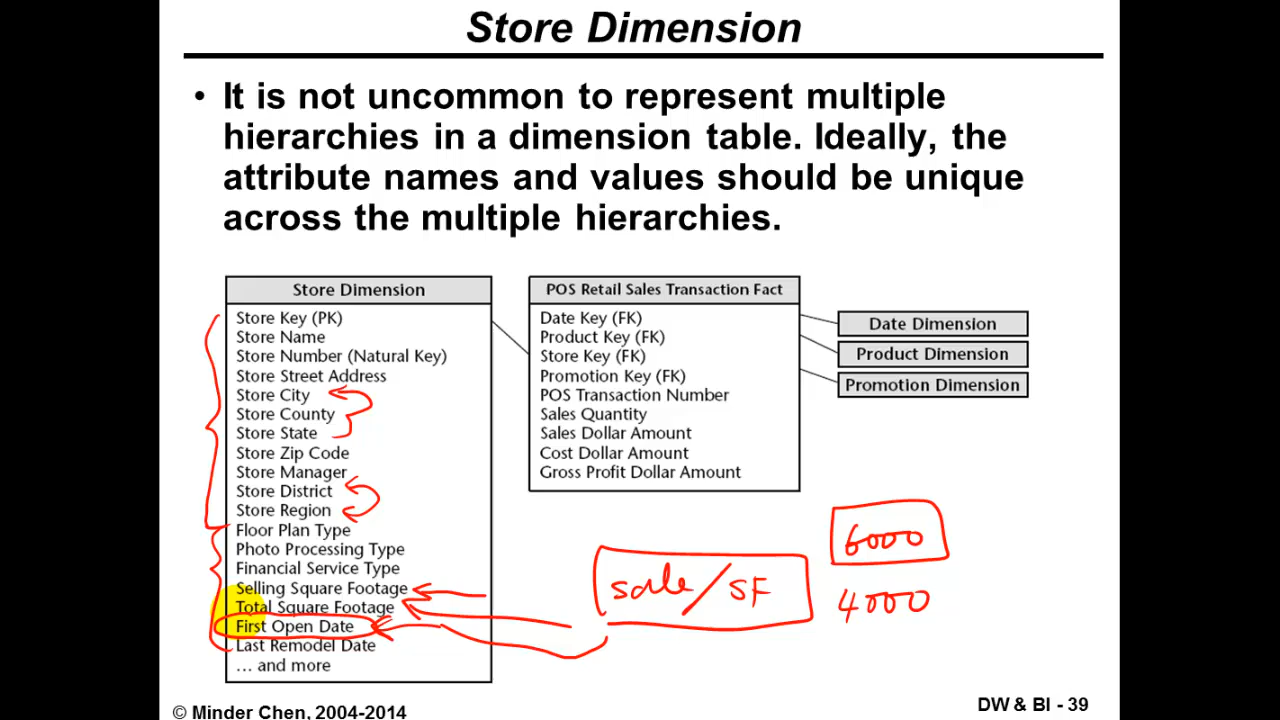 Store Dimension
• It is not uncommon to represent multiple
hierarchies in a dimension table. Ideally, the
attribute names and values should be unique
across the multiple hierarchies.
Store Dimension
Store Key (PK)
Store Name
Store Number (Natural Key)
Store Street Address
Store City
Store County
Store State
Store Zip Code
Store Manager
Store District
Store Region
Floor Plan Type
Photo Processing Type
Financial Service Type
Selling Square Footage
Total Square Footage
First Open Date
Last Remodel Date
... and more
POS Retail Sales Transaction Fact
Date Key (FK)
Product Key (FK)
Store Key (FK)
Promotion Key (FK)
POS Transaction Number
Sales Quantity
Sales Dollar Amount
Cost Dollar Amount
Gross Profit Dollar Amount
Date Dimension
Product Dimension
Promotion Dimension
sale/SF
6000
4000
© Minder Chen, 2004-2014
DW & BI - 39